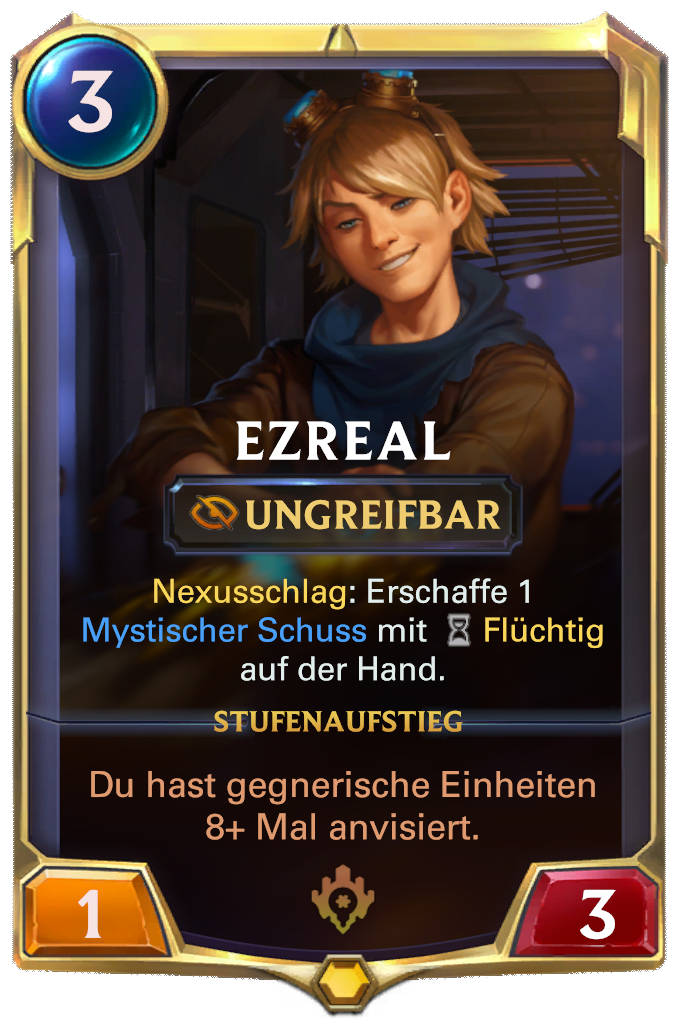 3
EZREAL
UNGREIFBAR
Nexusschlag: Erschaffe 1
Mystischer Schuss mit Flüchtig
auf der Hand.
STUFENAUFSTIEG
Du hast gegnerische Einheiten
8+ Mal anvisiert.
1
3